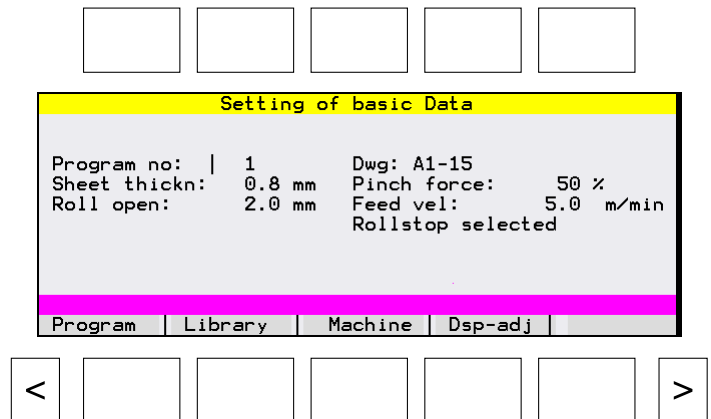 Setting of basic Data
Program no: | 1 Dwg: A1-15
Sheet thickn: 0.8 mm Pinch force: 50 %
Roll open: 2.0 mm Feed vel: 5.0 m/min
Rollstop selected
Program | Library | Machine | Dsp-adj |
< >